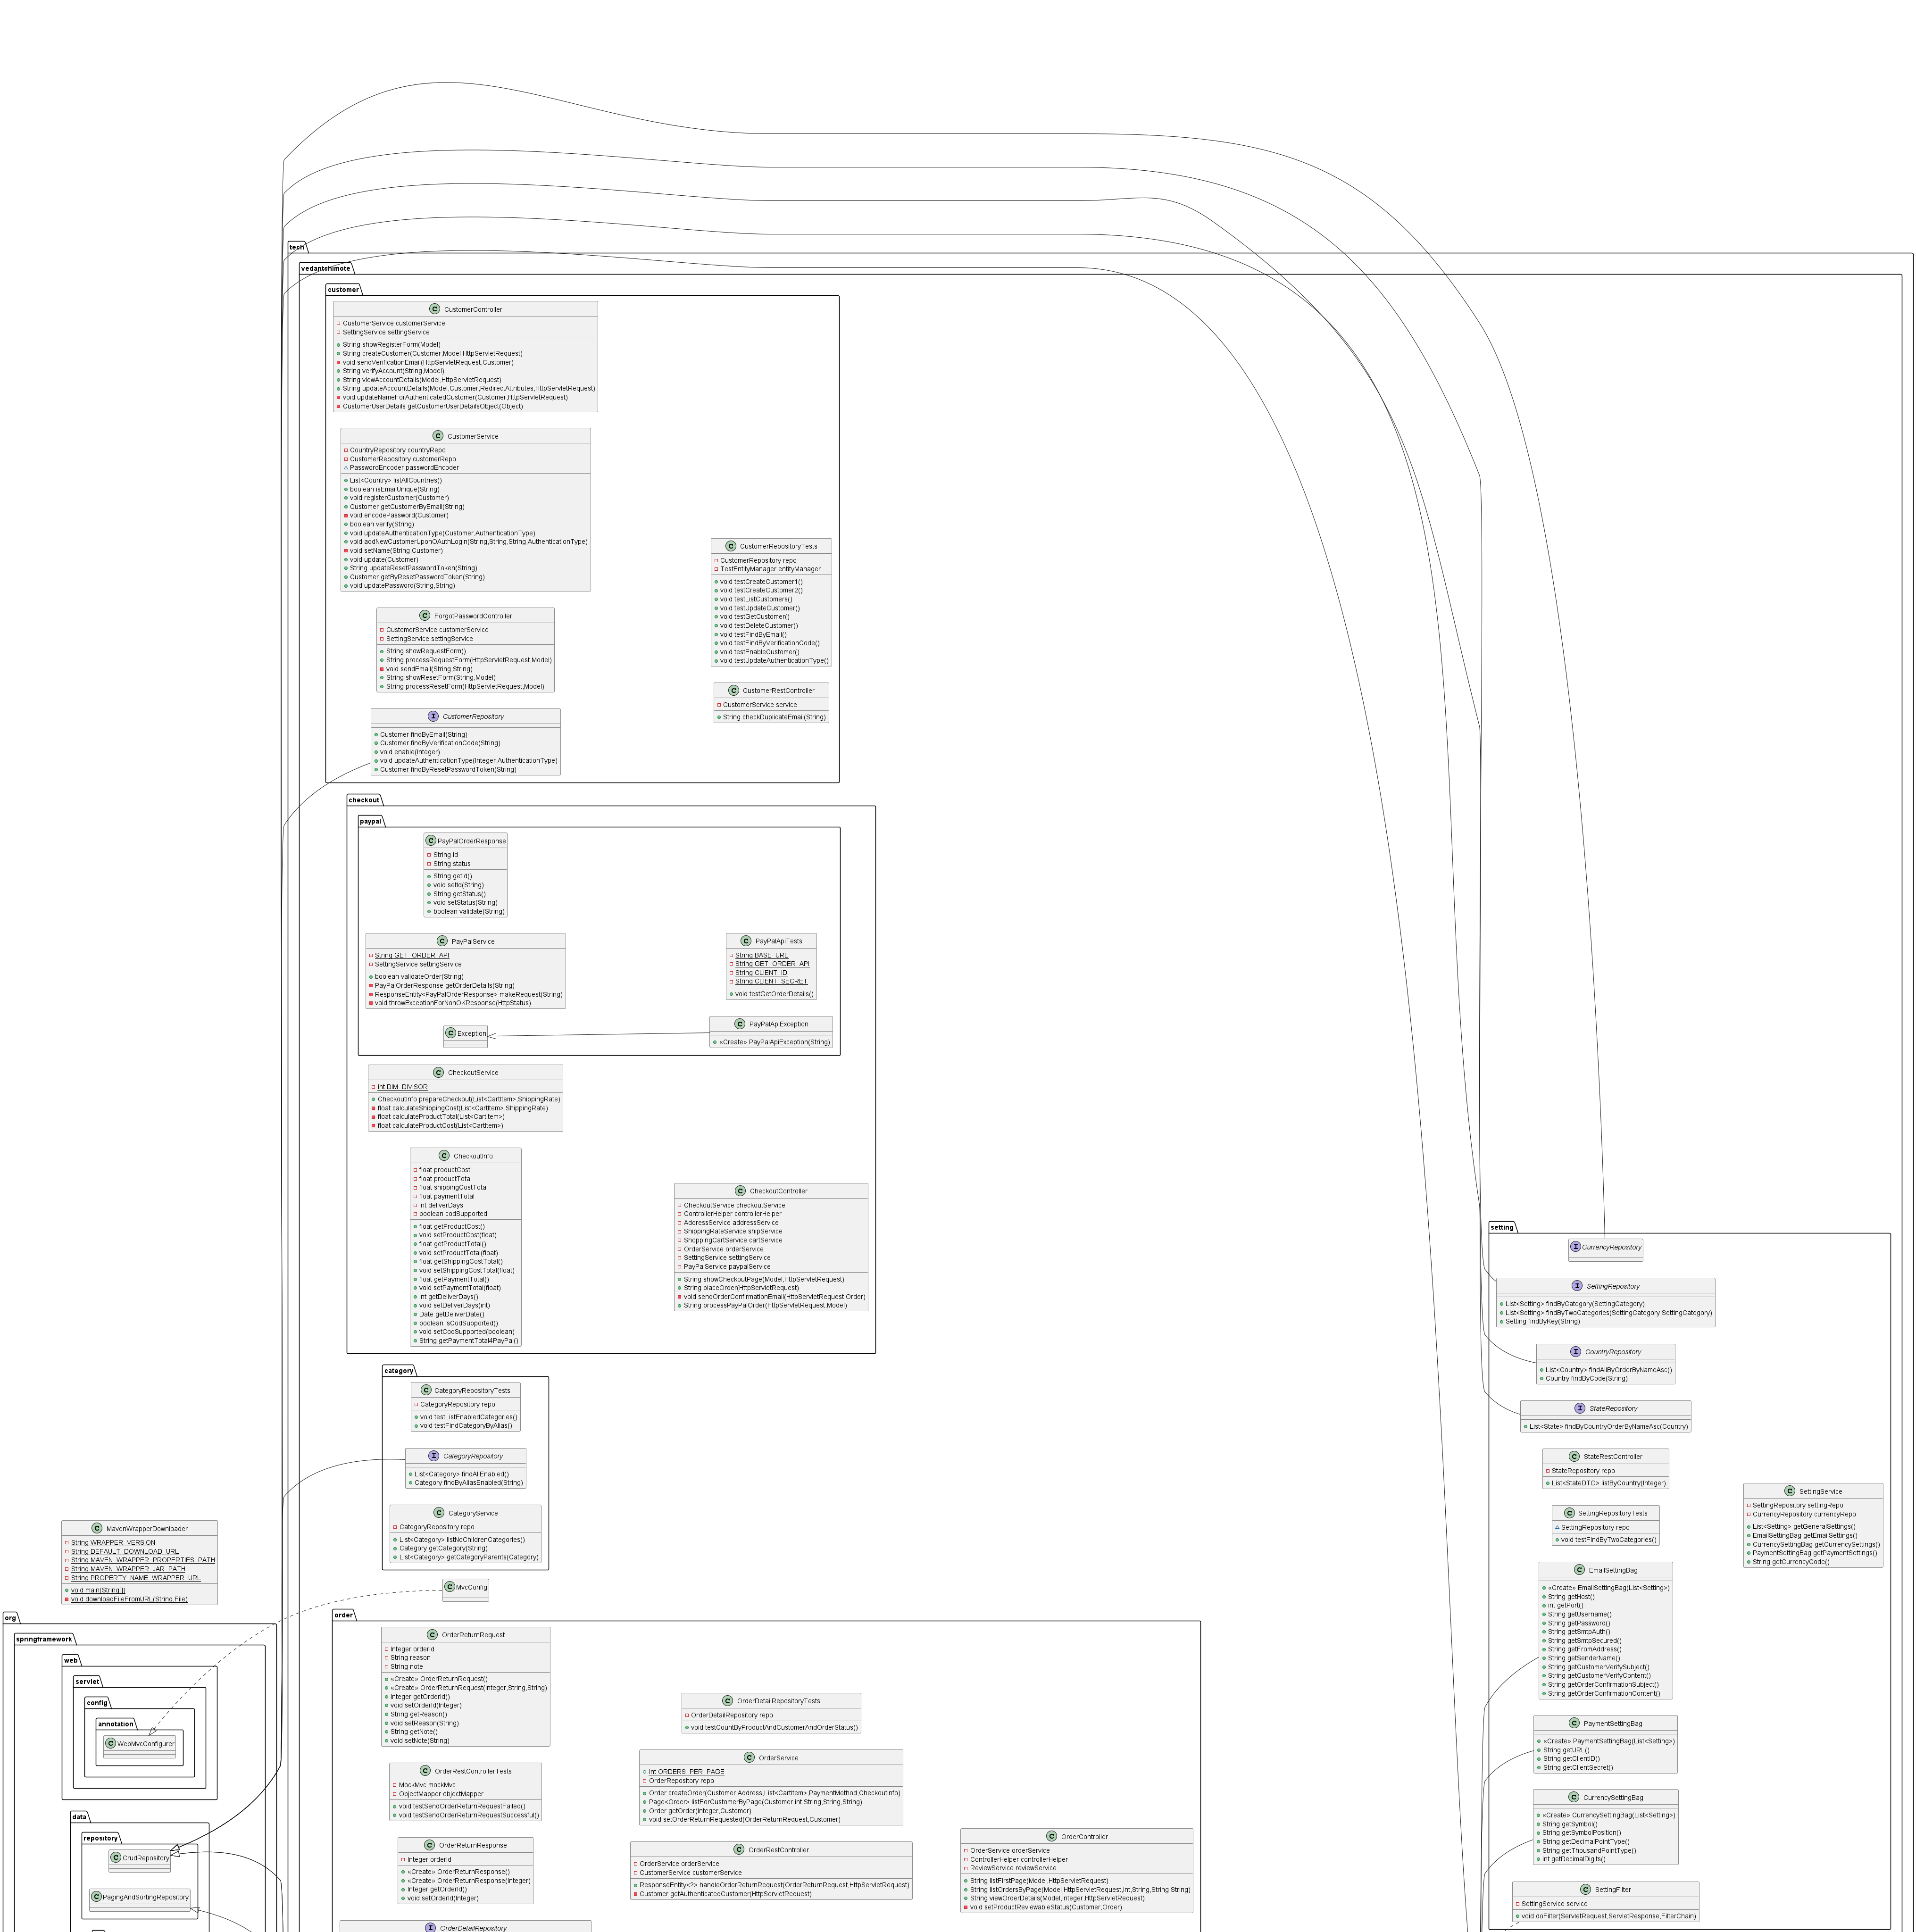 tech
vedantchimote
customer
CustomerController
CustomerService customerService
SettingService settingService
String showRegisterForm(Model)
String createCustomer(Customer,Model,HttpServletRequest)
void sendVerificationEmail(HttpServletRequest,Customer)
String verifyAccount(String,Model)
String viewAccountDetails(Model,HttpServletRequest)
String updateAccountDetails(Model,Customer,RedirectAttributes,HttpServletRequest)
void updateNameForAuthenticatedCustomer(Customer,HttpServletRequest)
CustomerUserDetails getCustomerUserDetailsObject(Object)
CustomerService
CountryRepository countryRepo
CustomerRepository customerRepo
PasswordEncoder passwordEncoder
List<Country> listAllCountries()
boolean isEmailUnique(String)
void registerCustomer(Customer)
Customer getCustomerByEmail(String)
void encodePassword(Customer)
boolean verify(String)
void updateAuthenticationType(Customer,AuthenticationType)
void addNewCustomerUponOAuthLogin(String,String,String,AuthenticationType)
void setName(String,Customer)
void update(Customer)
String updateResetPasswordToken(String)
Customer getByResetPasswordToken(String)
void updatePassword(String,String)
CustomerRepositoryTests
CustomerRepository repo
TestEntityManager entityManager
void testCreateCustomer1()
void testCreateCustomer2()
void testListCustomers()
void testUpdateCustomer()
void testGetCustomer()
void testDeleteCustomer()
void testFindByEmail()
void testFindByVerificationCode()
void testEnableCustomer()
void testUpdateAuthenticationType()
ForgotPasswordController
CustomerService customerService
SettingService settingService
String showRequestForm()
String processRequestForm(HttpServletRequest,Model)
void sendEmail(String,String)
String showResetForm(String,Model)
String processResetForm(HttpServletRequest,Model)
CustomerRestController
CustomerService service
String checkDuplicateEmail(String)
CustomerRepository
Customer findByEmail(String)
Customer findByVerificationCode(String)
void enable(Integer)
void updateAuthenticationType(Integer,AuthenticationType)
Customer findByResetPasswordToken(String)
checkout
paypal
PayPalOrderResponse
String id
String status
String getId()
void setId(String)
String getStatus()
void setStatus(String)
boolean validate(String)
PayPalService
String GET_ORDER_API
SettingService settingService
boolean validateOrder(String)
PayPalOrderResponse getOrderDetails(String)
ResponseEntity<PayPalOrderResponse> makeRequest(String)
void throwExceptionForNonOKResponse(HttpStatus)
PayPalApiTests
String BASE_URL
String GET_ORDER_API
String CLIENT_ID
String CLIENT_SECRET
void testGetOrderDetails()
Exception
PayPalApiException
«Create» PayPalApiException(String)
CheckoutService
int DIM_DIVISOR
CheckoutInfo prepareCheckout(List<CartItem>,ShippingRate)
float calculateShippingCost(List<CartItem>,ShippingRate)
float calculateProductTotal(List<CartItem>)
float calculateProductCost(List<CartItem>)
CheckoutInfo
float productCost
float productTotal
float shippingCostTotal
float paymentTotal
int deliverDays
boolean codSupported
float getProductCost()
void setProductCost(float)
float getProductTotal()
void setProductTotal(float)
float getShippingCostTotal()
void setShippingCostTotal(float)
float getPaymentTotal()
void setPaymentTotal(float)
int getDeliverDays()
void setDeliverDays(int)
Date getDeliverDate()
boolean isCodSupported()
void setCodSupported(boolean)
String getPaymentTotal4PayPal()
CheckoutController
CheckoutService checkoutService
ControllerHelper controllerHelper
AddressService addressService
ShippingRateService shipService
ShoppingCartService cartService
OrderService orderService
SettingService settingService
PayPalService paypalService
String showCheckoutPage(Model,HttpServletRequest)
String placeOrder(HttpServletRequest)
void sendOrderConfirmationEmail(HttpServletRequest,Order)
String processPayPalOrder(HttpServletRequest,Model)
category
CategoryRepositoryTests
CategoryRepository repo
void testListEnabledCategories()
void testFindCategoryByAlias()
CategoryRepository
List<Category> findAllEnabled()
Category findByAliasEnabled(String)
CategoryService
CategoryRepository repo
List<Category> listNoChildrenCategories()
Category getCategory(String)
List<Category> getCategoryParents(Category)
MvcConfig
setting
CurrencyRepository
SettingRepository
List<Setting> findByCategory(SettingCategory)
List<Setting> findByTwoCategories(SettingCategory,SettingCategory)
Setting findByKey(String)
CountryRepository
List<Country> findAllByOrderByNameAsc()
Country findByCode(String)
StateRepository
List<State> findByCountryOrderByNameAsc(Country)
StateRestController
StateRepository repo
List<StateDTO> listByCountry(Integer)
SettingRepositoryTests
SettingRepository repo
void testFindByTwoCategories()
SettingService
SettingRepository settingRepo
CurrencyRepository currencyRepo
List<Setting> getGeneralSettings()
EmailSettingBag getEmailSettings()
CurrencySettingBag getCurrencySettings()
PaymentSettingBag getPaymentSettings()
String getCurrencyCode()
EmailSettingBag
«Create» EmailSettingBag(List<Setting>)
String getHost()
int getPort()
String getUsername()
String getPassword()
String getSmtpAuth()
String getSmtpSecured()
String getFromAddress()
String getSenderName()
String getCustomerVerifySubject()
String getCustomerVerifyContent()
String getOrderConfirmationSubject()
String getOrderConfirmationContent()
PaymentSettingBag
«Create» PaymentSettingBag(List<Setting>)
String getURL()
String getClientID()
String getClientSecret()
CurrencySettingBag
«Create» CurrencySettingBag(List<Setting>)
String getSymbol()
String getSymbolPosition()
String getDecimalPointType()
String getThousandPointType()
int getDecimalDigits()
SettingFilter
SettingService service
void doFilter(ServletRequest,ServletResponse,FilterChain)
MavenWrapperDownloader
String WRAPPER_VERSION
String DEFAULT_DOWNLOAD_URL
String MAVEN_WRAPPER_PROPERTIES_PATH
String MAVEN_WRAPPER_JAR_PATH
String PROPERTY_NAME_WRAPPER_URL
void main(String[])
void downloadFileFromURL(String,File)
org
springframework
web
servlet
config
annotation
WebMvcConfigurer
data
repository
CrudRepository
PagingAndSortingRepository
order
OrderReturnRequest
Integer orderId
String reason
String note
«Create» OrderReturnRequest()
«Create» OrderReturnRequest(Integer,String,String)
Integer getOrderId()
void setOrderId(Integer)
String getReason()
void setReason(String)
String getNote()
void setNote(String)
OrderDetailRepositoryTests
OrderDetailRepository repo
void testCountByProductAndCustomerAndOrderStatus()
OrderRestControllerTests
MockMvc mockMvc
ObjectMapper objectMapper
void testSendOrderReturnRequestFailed()
void testSendOrderReturnRequestSuccessful()
OrderService
int ORDERS_PER_PAGE
OrderRepository repo
Order createOrder(Customer,Address,List<CartItem>,PaymentMethod,CheckoutInfo)
Page<Order> listForCustomerByPage(Customer,int,String,String,String)
Order getOrder(Integer,Customer)
void setOrderReturnRequested(OrderReturnRequest,Customer)
OrderReturnResponse
Integer orderId
«Create» OrderReturnResponse()
«Create» OrderReturnResponse(Integer)
Integer getOrderId()
void setOrderId(Integer)
OrderRestController
OrderService orderService
CustomerService customerService
ResponseEntity<?> handleOrderReturnRequest(OrderReturnRequest,HttpServletRequest)
Customer getAuthenticatedCustomer(HttpServletRequest)
OrderController
OrderService orderService
ControllerHelper controllerHelper
ReviewService reviewService
String listFirstPage(Model,HttpServletRequest)
String listOrdersByPage(Model,HttpServletRequest,int,String,String,String)
String viewOrderDetails(Model,Integer,HttpServletRequest)
void setProductReviewableStatus(Customer,Order)
OrderDetailRepository